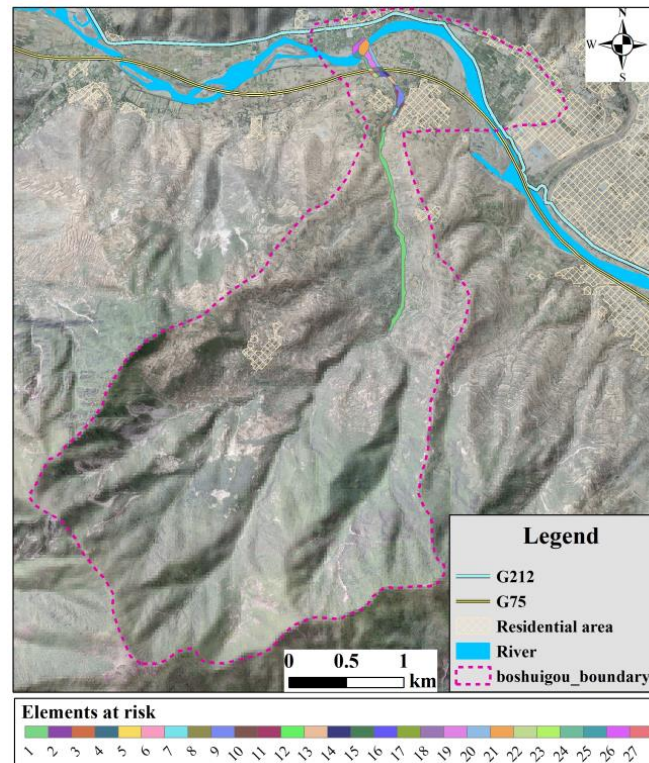 N
W E
S
Legend
G212
G75
Residential area
River
boshuigou_boundary
0 0.5 1
km
Elements at risk
1 2 3 4 5 6 7 8 9 10 11 12 13 14 15 16 17 18 19 20 21 22 23 24 25 26 27